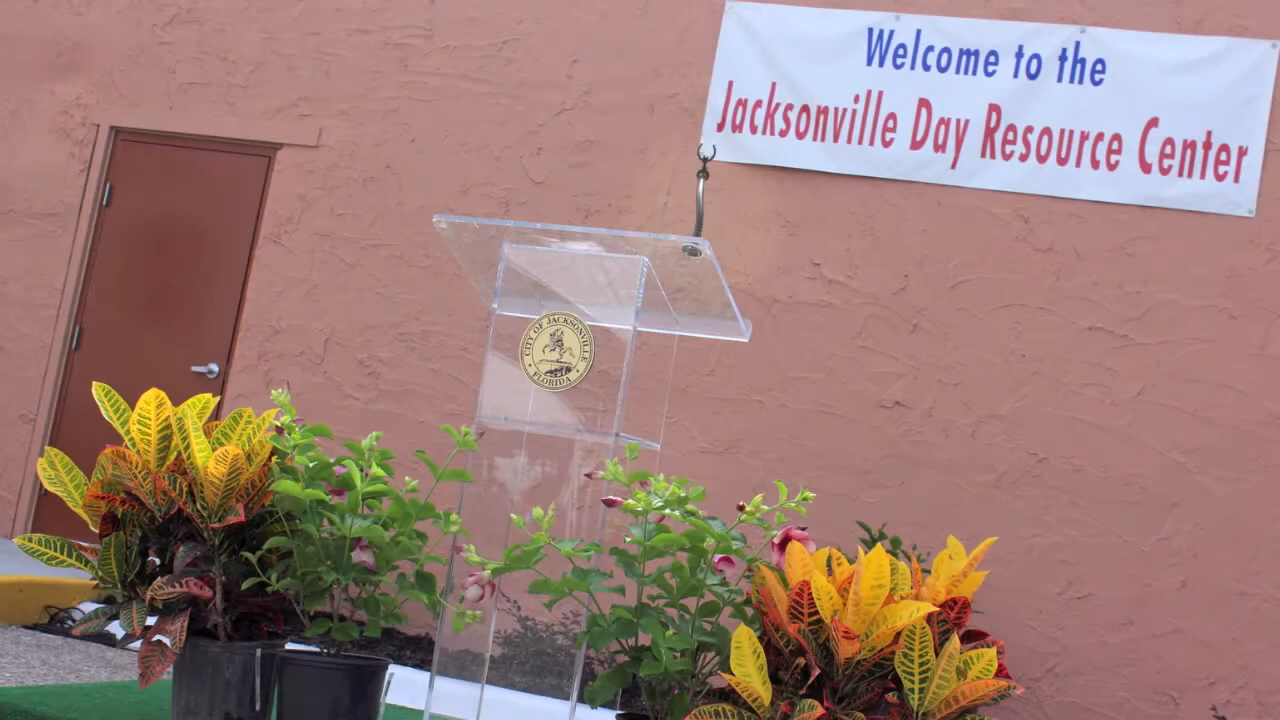 Welcome to the
Jacksonville Day Resource Center
CITY OF JACKSONVILLE
FLORIDA